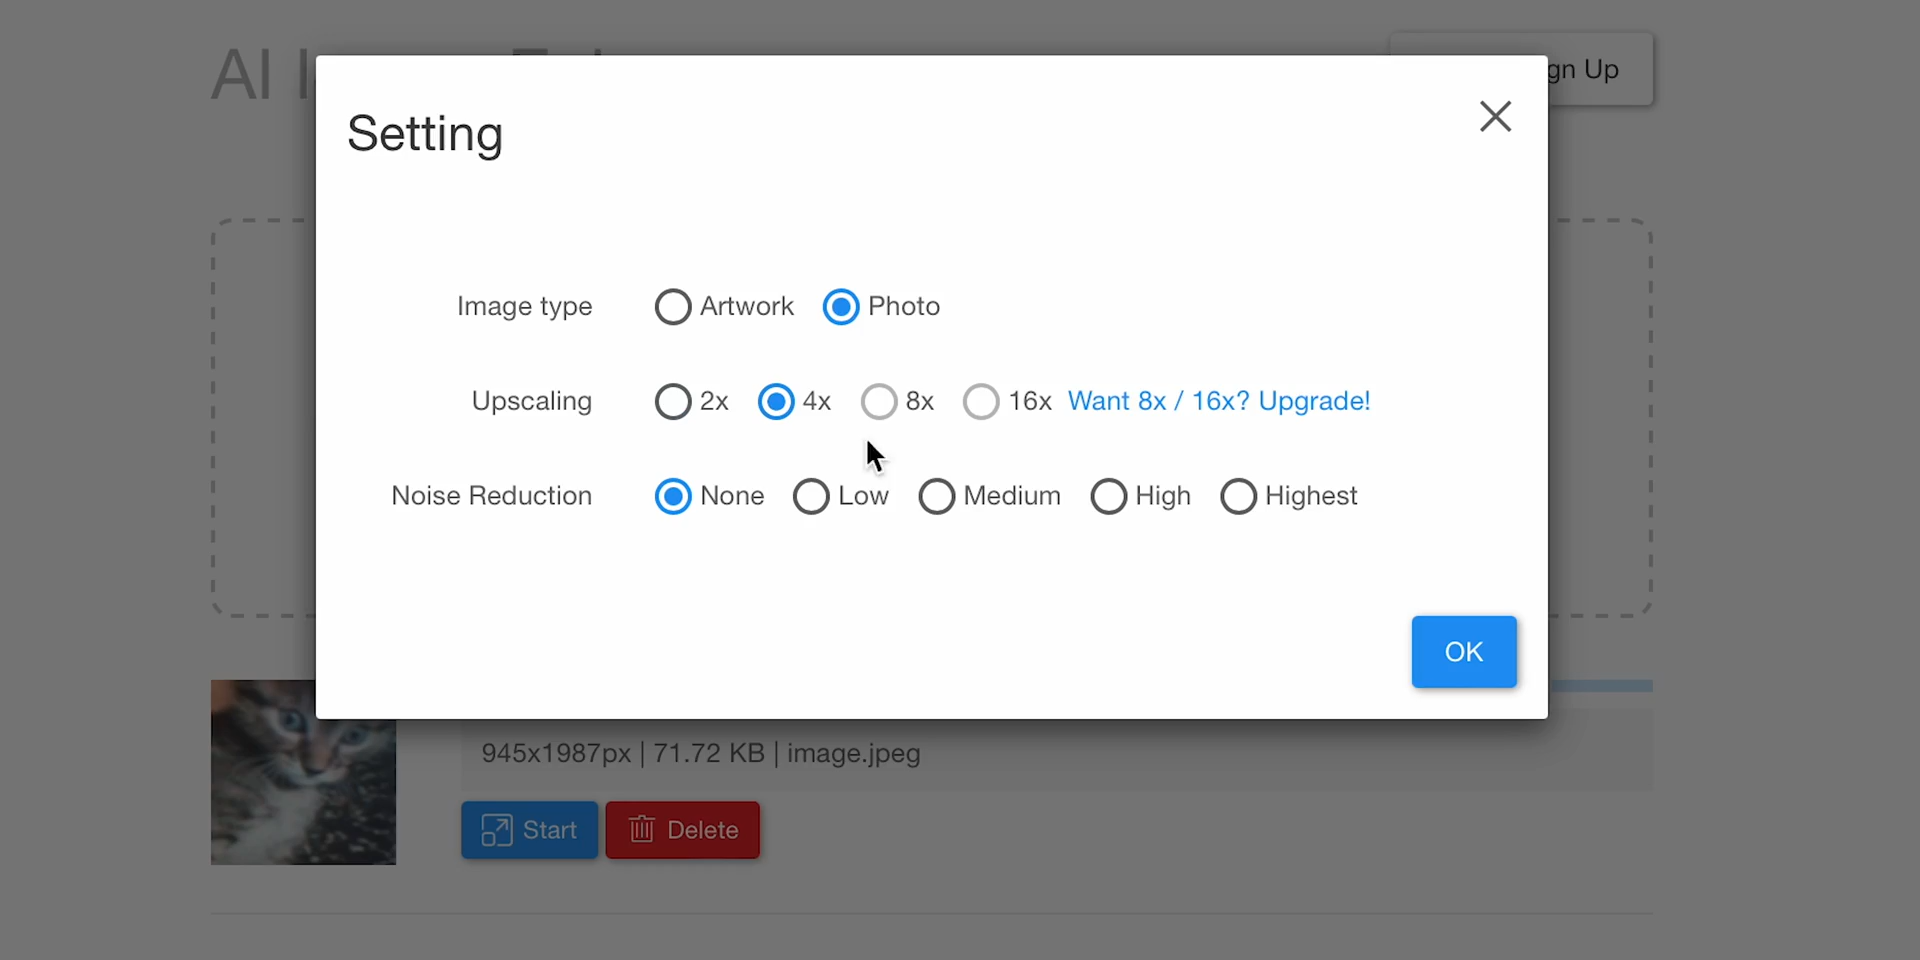 AI
gn Up
Setting
Image type Artwork Photo
Upscaling 2x 4x 8x 16x Want 8x / 16x? Upgrade!
Noise Reduction None Low Medium High Highest
OK
945x1987px | 71.72 KB | image.jpeg
Start Delete